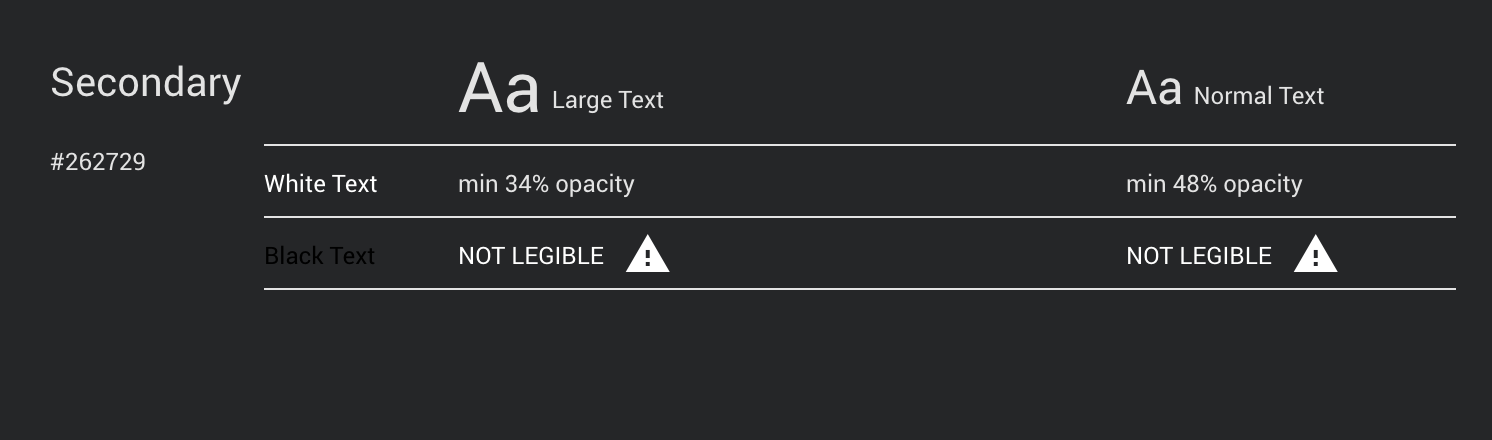 Secondary
Aa Large Text
Aa Normal Text
#262729
White Text min 34% opacity min 48% opacity
Black Text NOT LEGIBLE NOT LEGIBLE